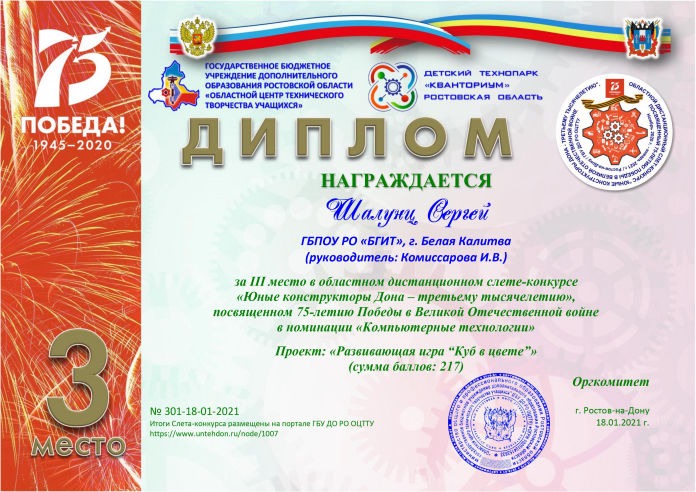 75
ПОБЕДА!
1945–2020
ГОСУДАРСТВЕННОЕ БЮДЖЕТНОЕ
УЧРЕЖДЕНИЕ ДОПОЛНИТЕЛЬНОГО
ОБРАЗОВАНИЯ РОСТОВСКОЙ ОБЛАСТИ
«ОБЛАСТНОЙ ЦЕНТР ТЕХНИЧЕСКОГО
ТВОРЧЕСТВА УЧАЩИХСЯ»
ДЕТСКИЙ ТЕХНОПАРК
«КВАНТОРИУМ»
РОСТОВСКАЯ ОБЛАСТЬ
ДИПЛОМ
НАГРАЖДАЕТСЯ
Шалунц Сергей
ГБПОУ РО «БГИТ», г. Белая Калитва
(руководитель: Комиссарова И.В.)
за III место в областном дистанционном слете-конкурсе
«Юные конструкторы Дона – третьему тысячелетию»,
посвященном 75-летию Победы в Великой Отечественной войне
в номинации «Компьютерные технологии»
Проект: «Развивающая игра “Куб в цвете”»
(сумма баллов: 217)
3
место
Оргкомитет
№ 301-18-01-2021
Итоги Слета-конкурса размещены на портале ГБУ ДО РО ОЦТТУ
https://www.untehdon.ru/node/1007
г. Ростов-на-Дону
18.01.2021 г.